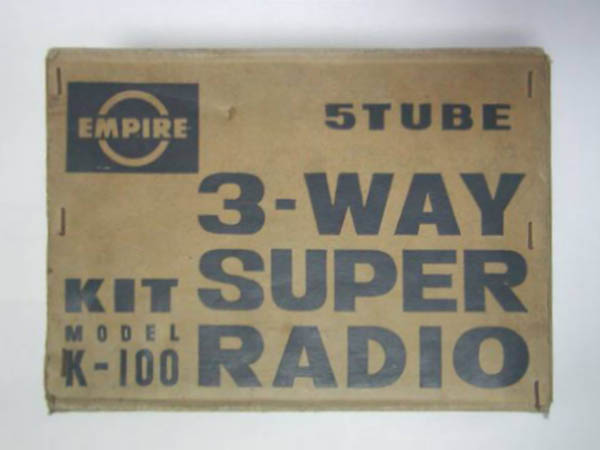 EMPIRE
5TUBE
3-WAY
SUPER
RADIO
KIT
MODEL
K-100